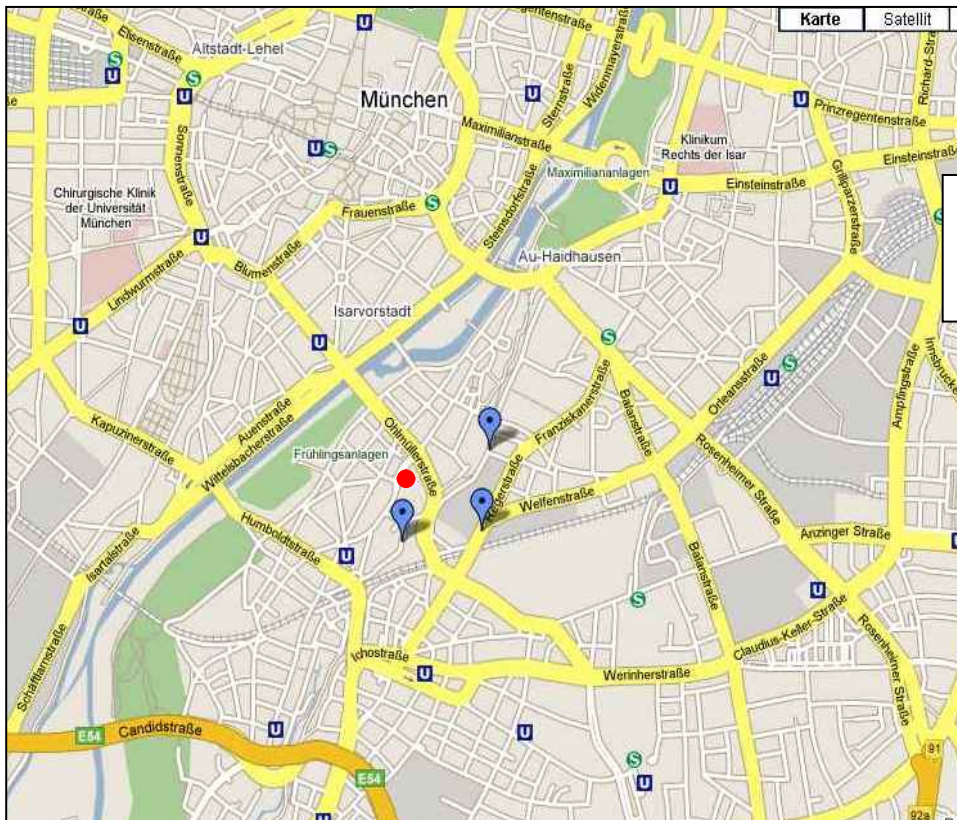 Karte
Satellit
Elisenstraße
Altstadt-Lehel
München
Sternstraße
Widenmayerstraße
Prinzregentenstraße
Maximilianstraße
Klinikum
Rechts der Isar
Maximiliananlagen
Einsteinstraße
Einsteinstraße
Grillparzerstraße
Sonnenstraße
Chirurgische Klinik
der Universität
München
Frauenstraße
Steinsdorfstraße
Au-Haidhausen
Lindwurmstraße
Blumenstraße
Isarvorstadt
Orleansstraße
Ampfingstraße
Kapuzinerstraße
Auenstraße
Wittelsbacherstraße
Frühlingsanlagen
Ohlmüllerstraße
Franziskanerstraße
Balanstraße
Rosenheimer Straße
Welfenstraße
Anzinger Straße
Humboldtstraße
Isartalstraße
Balanstraße
Claudius-Keller-Straße
Rosenheimer Straße
Schäftlarnstraße
Ichostraße
Werinherstraße
Candidstraße
E54
E54
91
92a
U
S